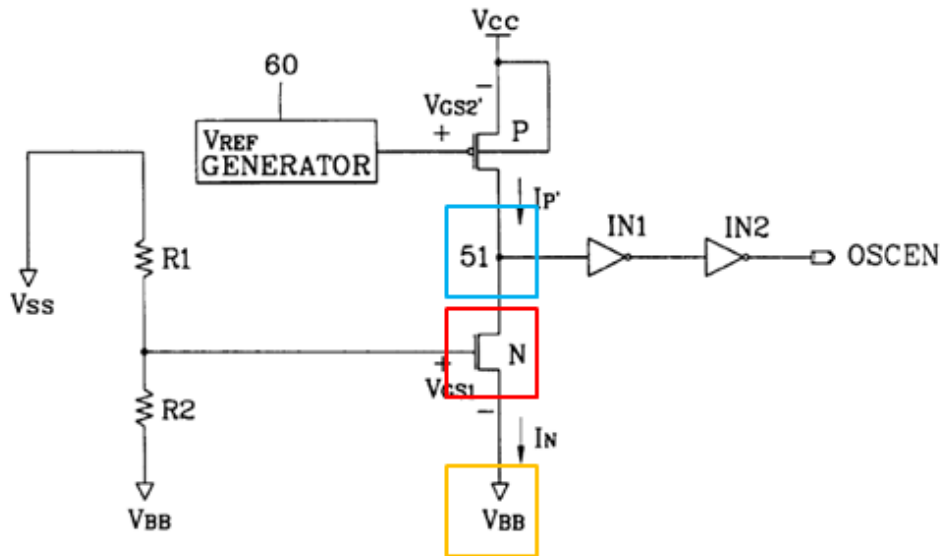 Vcc
60
VGS2'
−
+
P
VREF
GENERATOR
IP'
IN1
IN2
R1
51
OSCEN
VSS
N
+
VGS1
−
R2
IN
VBB
VBB